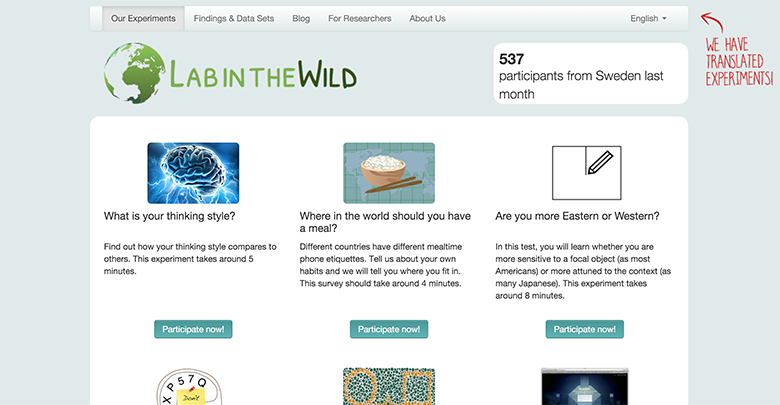 Our Experiments Findings & Data Sets Blog For Researchers About Us English
WE HAVE
TRANSLATED
EXPERIMENTS!
LABINTHEWILD
537
participants from Sweden last
month
What is your thinking style?
Find out how your thinking style compares to
others. This experiment takes around 5
minutes.
Participate now!
Where in the world should you have
a meal?
Different countries have different mealtime
phone etiquettes. Tell us about your own
habits and we will tell you where you fit in.
This survey should take around 4 minutes.
Participate now!
Are you more Eastern or Western?
In this test, you will learn whether you are
more sensitive to a focal object (as most
Americans) or more attuned to the context (as
many Japanese). This experiment takes
around 8 minutes.
Participate now!
X P 5 7 Q
Don't